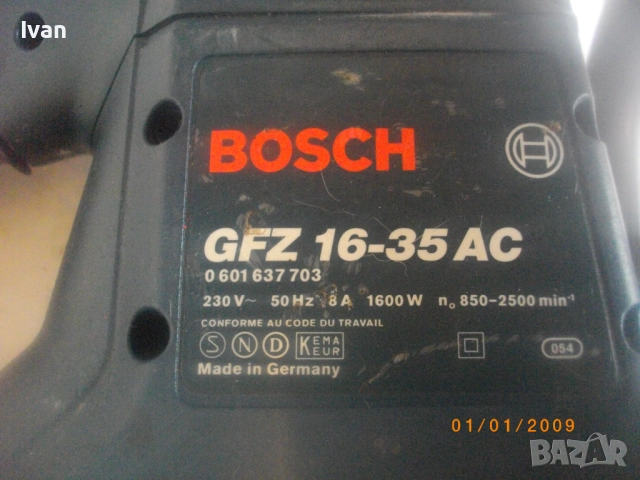 Ivan
BOSCH
GFZ 16-35 AC
0 601 637 703
230 V~ 50 Hz 8 A 1600 W n₀ 850-2500 min⁻¹
CONFORME AU CODE DU TRAVAIL
S N D KEMA KEUR 054
Made in Germany
01/01/2009
BAZAR